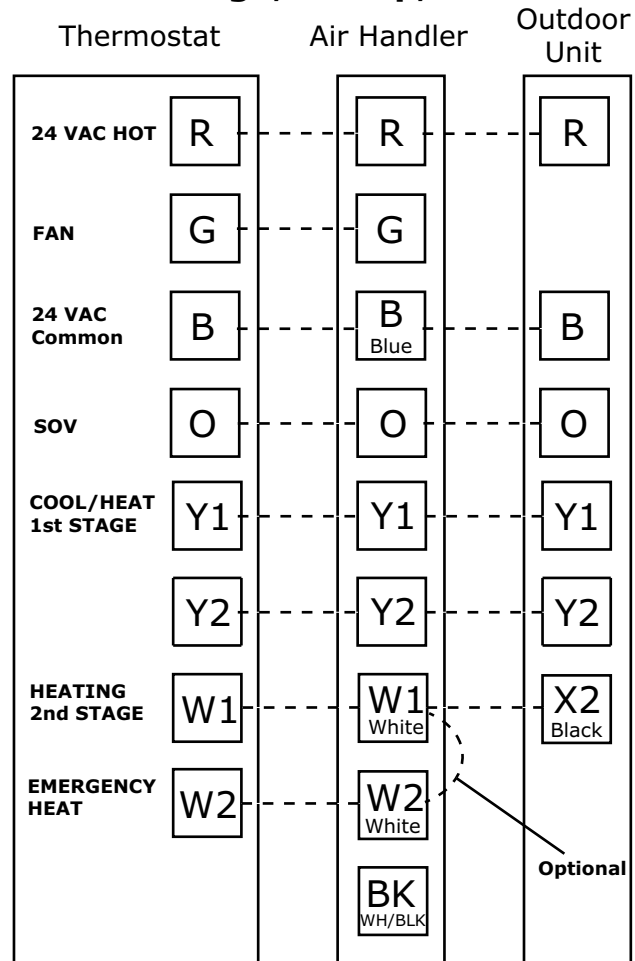 Thermostat Air Handler Outdoor Unit
24 VAC HOT R R R
FAN G G
24 VAC
Common B B B
Blue
SOV O O O
COOL/HEAT
1st STAGE Y1 Y1 Y1
Y2 Y2 Y2
HEATING
2nd STAGE W1 W1 X2
White Black
EMERGENCY
HEAT W2 W2
White
Optional
BK
WH/BLK